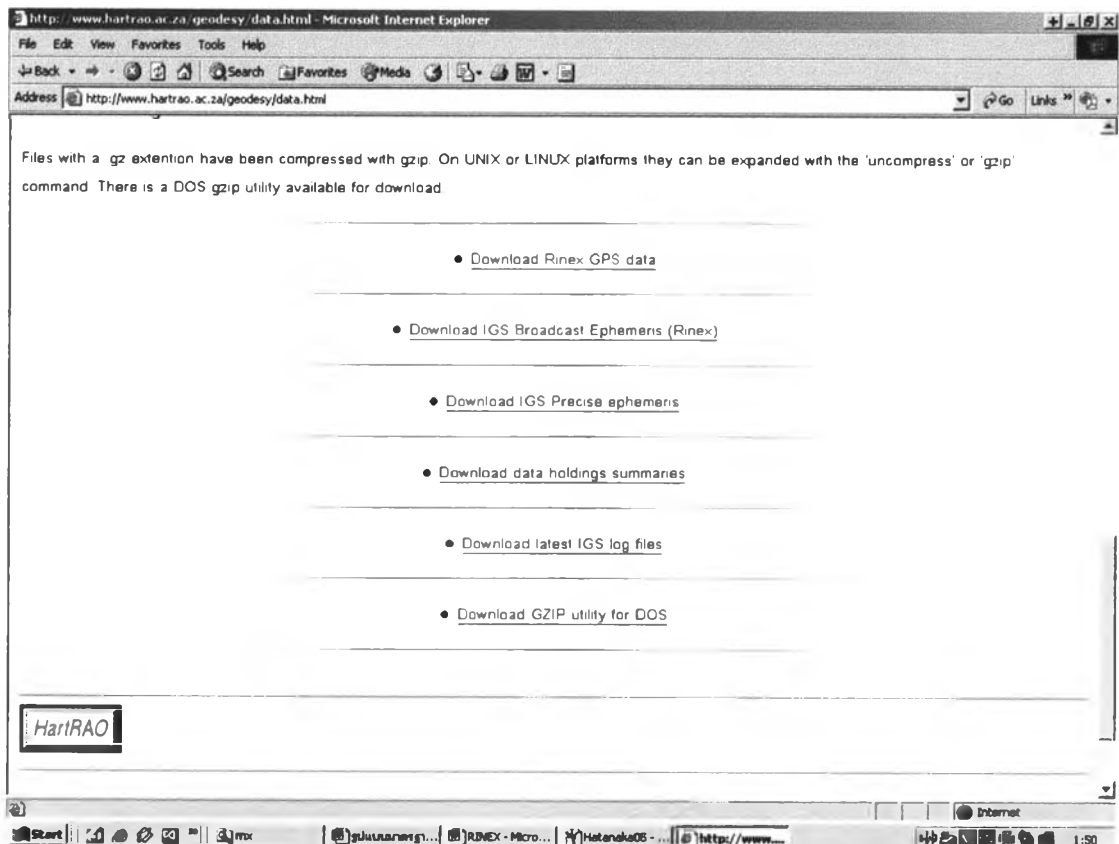 http://www.hartrao.ac.za/geodesy/data.html - Microsoft Internet Explorer
File Edit View Favorites Tools Help
Back Search Favorites Media
Address http://www.hartrao.ac.za/geodesy/data.html Go Links »
Files with a gz extention have been compressed with gzip. On UNIX or LINUX platforms they can be expanded with the 'uncompress' or 'gzip'
command. There is a DOS gzip utility available for download
• Download Rinex GPS data
• Download IGS Broadcast Ephemeris (Rinex)
• Download IGS Precise ephemeris
• Download data holdings summaries
• Download latest IGS log files
• Download GZIP utility for DOS
HartRAO
Internet
Start mx RINEX - Micro... Hatanaka06 - ... http://www.... 1:50